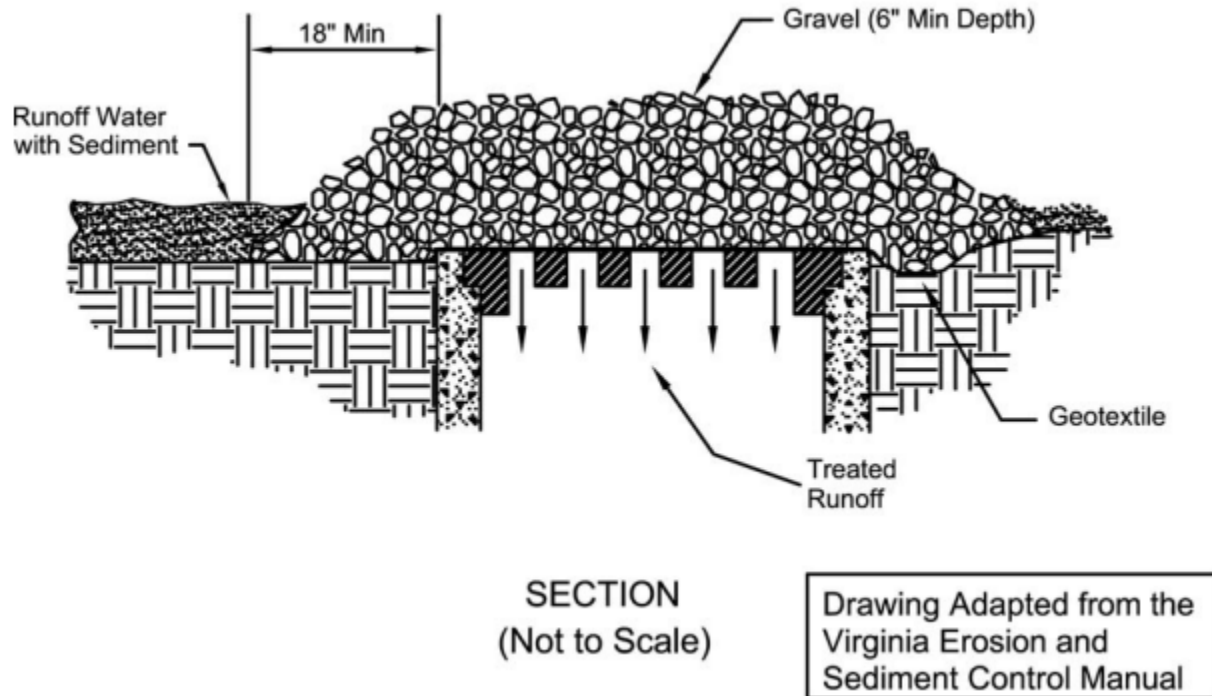 18" Min
Gravel (6" Min Depth)
Runoff Water
with Sediment
Geotextile
Treated
Runoff
SECTION
(Not to Scale)
Drawing Adapted from the
Virginia Erosion and
Sediment Control Manual